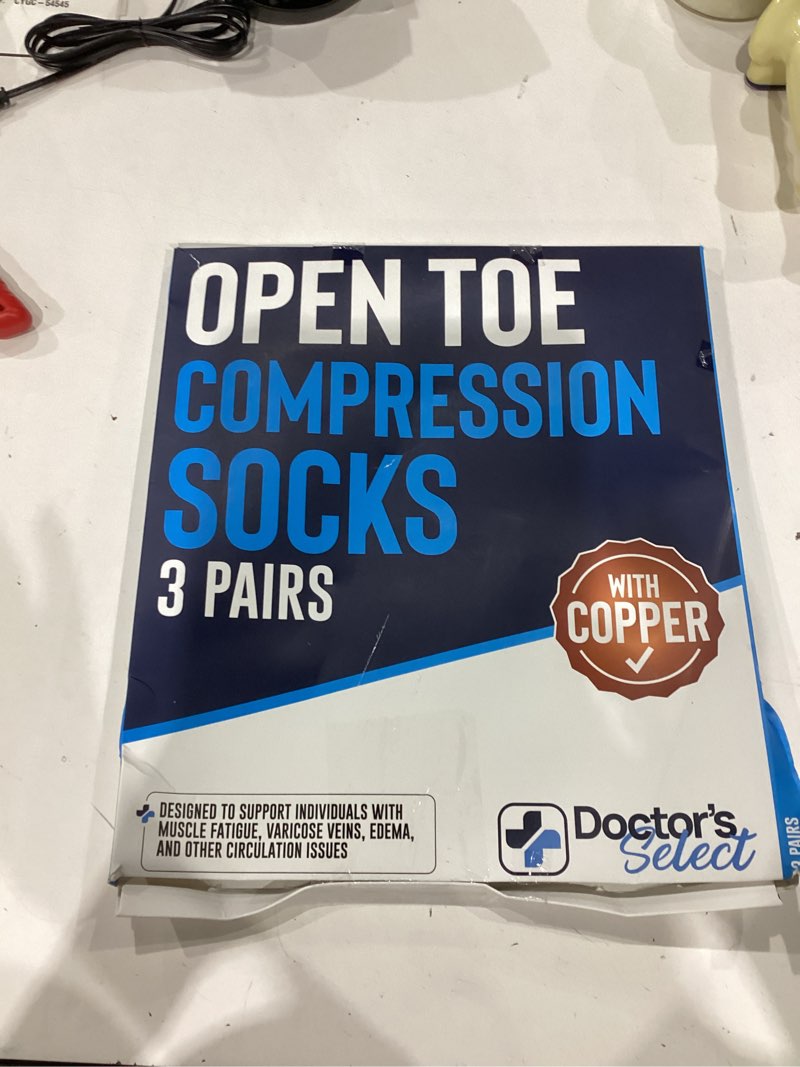 OPEN TOE
COMPRESSION
SOCKS
3 PAIRS
WITH
COPPER
DESIGNED TO SUPPORT INDIVIDUALS WITH
MUSCLE FATIGUE, VARICOSE VEINS, EDEMA,
AND OTHER CIRCULATION ISSUES
Doctor's
Select
PAIRS